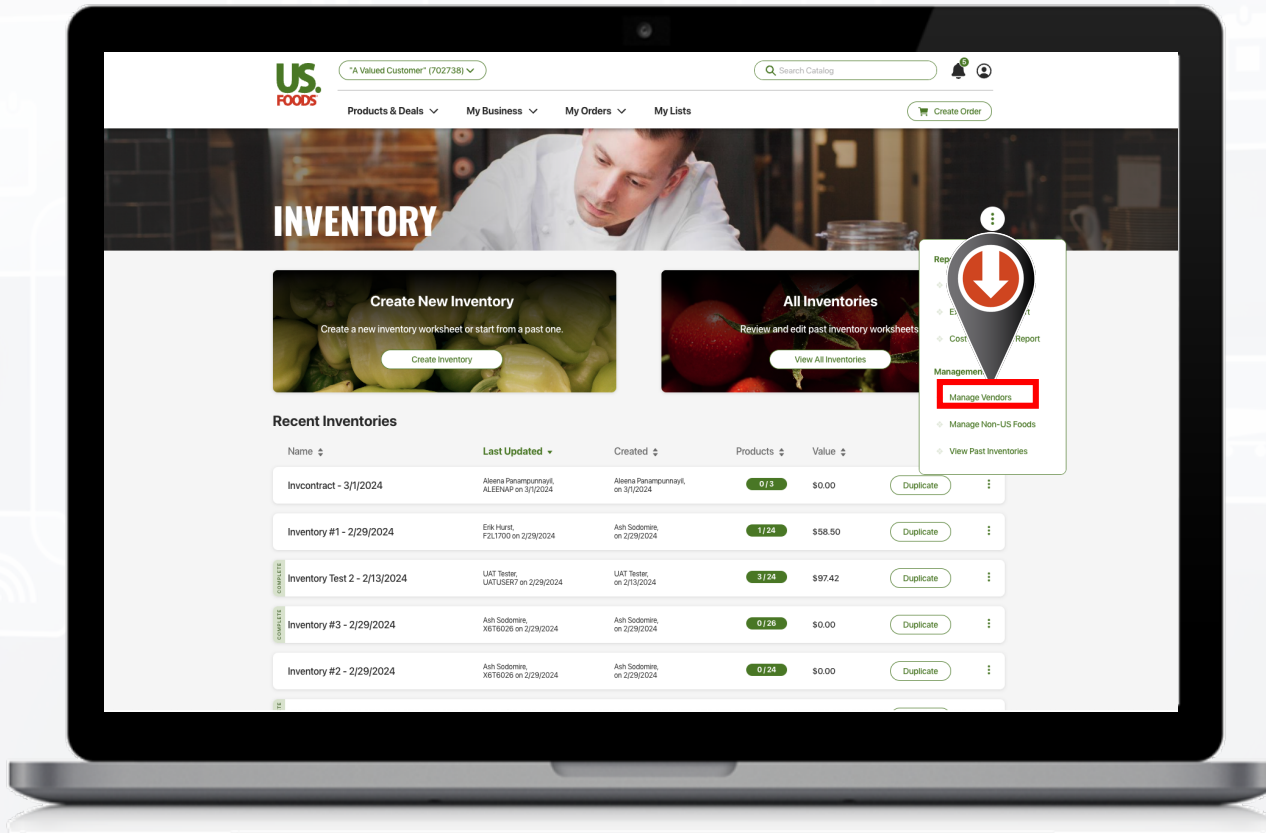 US.
FOODS
"A Valued Customer" (702738)
Search Catalog
5
Products & Deals
My Business
My Orders
My Lists
Create Order
INVENTORY
Create New Inventory
Create a new inventory worksheet or start from a past one.
Create Inventory
All Inventories
Review and edit past inventory worksheets
View All Inventories
Cost Report
Management
Manage Vendors
Manage Non-US Foods
View Past Inventories
Recent Inventories
Name Last Updated Created Products Value
Invcontract - 3/1/2024
Aleena Panampunnayil,
ALEENAP on 3/1/2024
Aleena Panampunnayil,
on 3/1/2024
0 / 3
$0.00
Duplicate
Inventory #1 - 2/29/2024
Erik Hurst,
F2L1700 on 2/29/2024
Ash Sodomire,
on 2/29/2024
1 / 24
$58.50
Duplicate
COMPLETE
Inventory Test 2 - 2/13/2024
UAT Tester,
UATUSER7 on 2/29/2024
UAT Tester,
on 2/13/2024
3 / 24
$97.42
Duplicate
COMPLETE
Inventory #3 - 2/29/2024
Ash Sodomire,
X6T6026 on 2/29/2024
Ash Sodomire,
on 2/29/2024
0 / 26
$0.00
Duplicate
Inventory #2 - 2/29/2024
Ash Sodomire,
X6T6026 on 2/29/2024
Ash Sodomire,
on 2/29/2024
0 / 24
$0.00
Duplicate